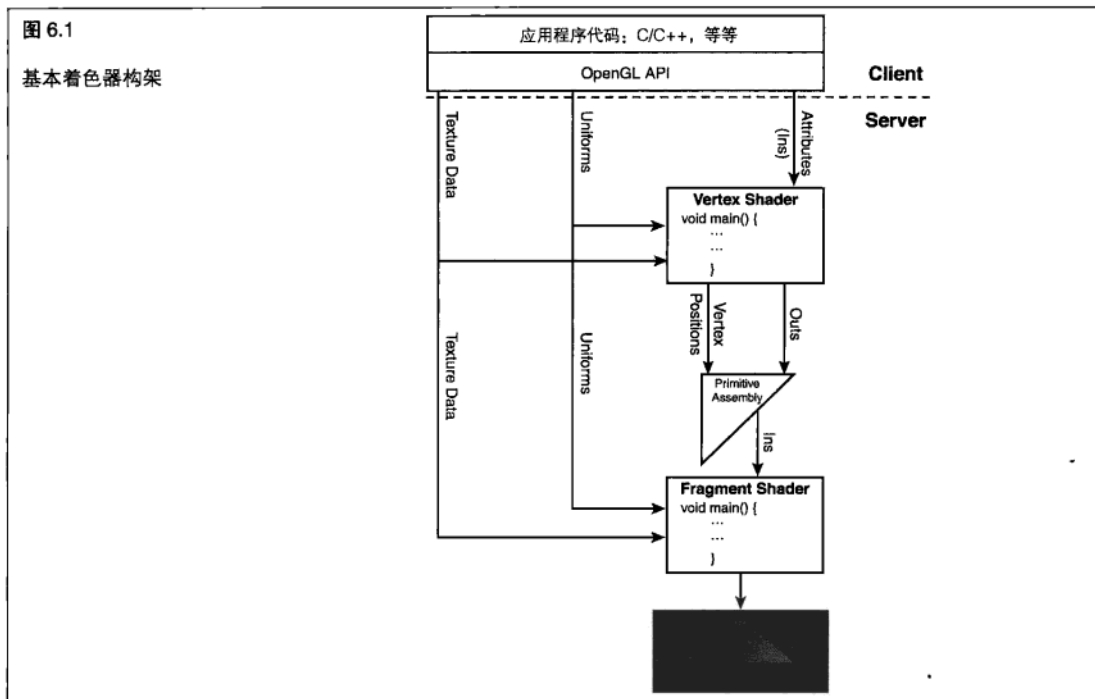 图 6.1
基本着色器构架
应用程序代码：C/C++，等等
OpenGL API
Client
Server
Texture Data
Uniforms
Attributes
(Ins)
Vertex Shader
void main() {
...
...
}
Vertex
Positions
Outs
Texture Data
Uniforms
Primitive
Assembly
Ins
Fragment Shader
void main() {
...
...
}